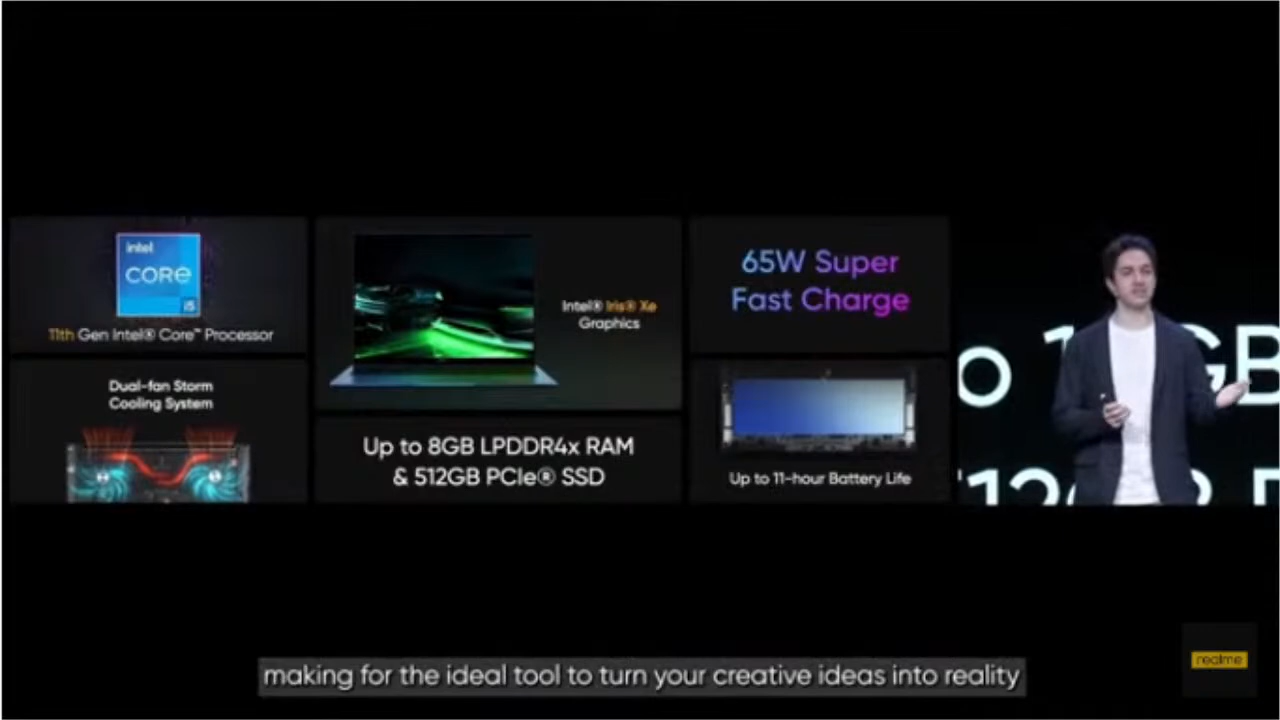 intel
CORE
i5
11th Gen Intel® Core™ Processor
Dual-fan Storm
Cooling System
Intel® Iris® Xe
Graphics
Up to 8GB LPDDR4x RAM
& 512GB PCIe® SSD
65W Super
Fast Charge
Up to 11-hour Battery Life
making for the ideal tool to turn your creative ideas into reality
realme